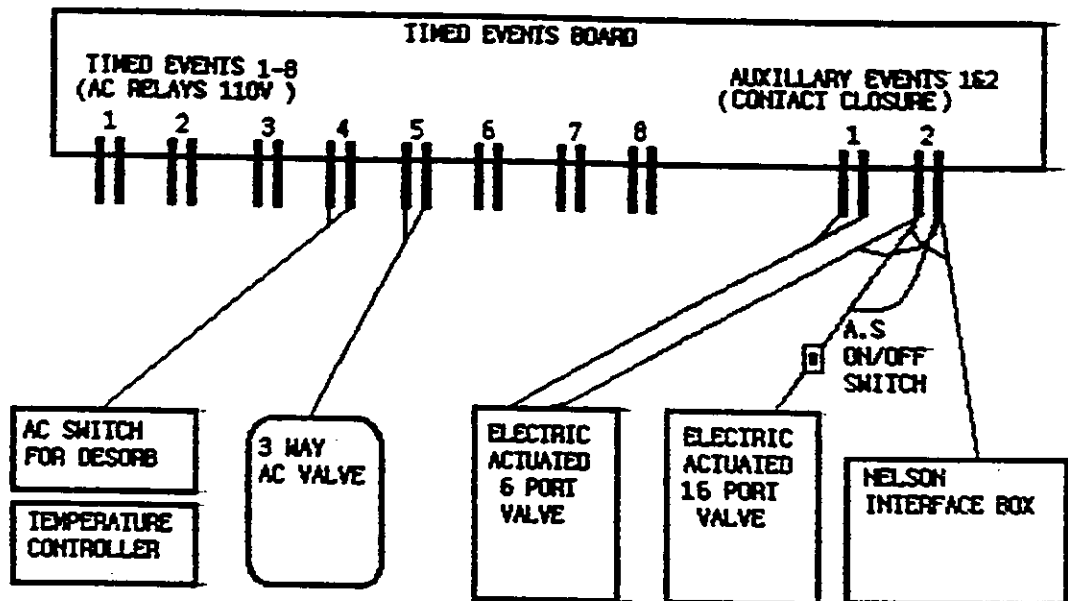 TIMED EVENTS BOARD
TIMED EVENTS 1-8
(AC RELAYS 110V )
AUXILLARY EVENTS 1&2
(CONTACT CLOSURE)
1 2 3 4 5 6 7 8
1 2
A.S
ON/OFF
SWITCH
AC SWITCH
FOR DESORB
TEMPERATURE
CONTROLLER
3 WAY
AC VALVE
ELECTRIC
ACTUATED
6 PORT
VALVE
ELECTRIC
ACTUATED
16 PORT
VALVE
NELSON
INTERFACE BOX